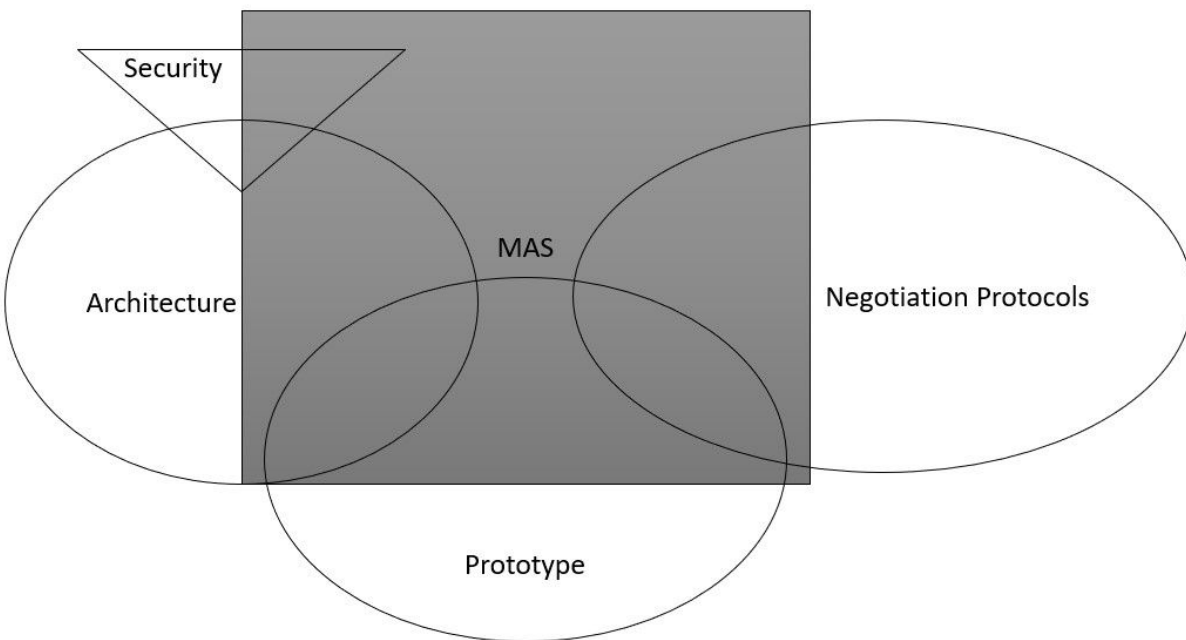 Security
MAS
Architecture
Negotiation Protocols
Prototype